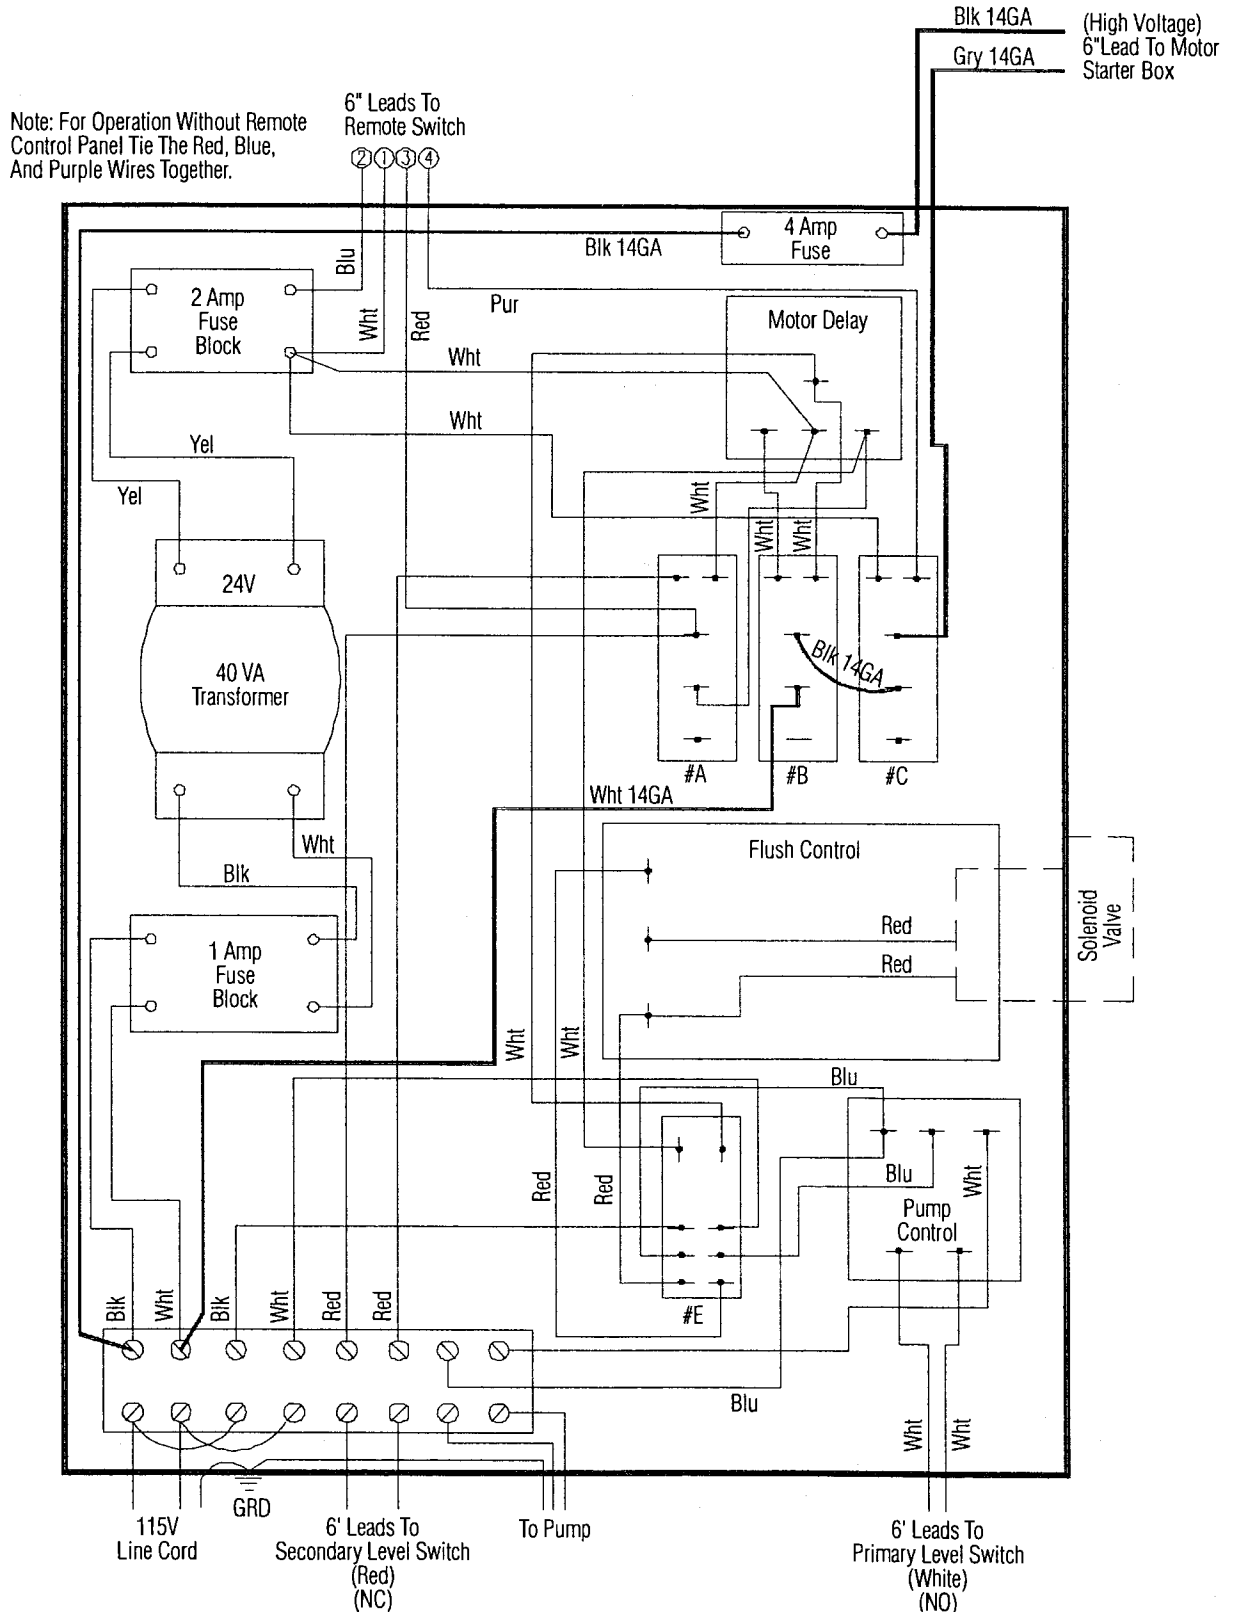 Blk 14GA
(High Voltage)
6"Lead To Motor
Starter Box
Gry 14GA
6" Leads To
Remote Switch
Note: For Operation Without Remote
Control Panel Tie The Red, Blue,
And Purple Wires Together.
2 1 3 4
4 Amp
Fuse
Blk 14GA
Blu
2 Amp
Fuse
Block
Wht
Red
Pur
Motor Delay
Wht
Wht
Yel
Yel
Wht
Wht
Wht
24V
40 VA
Transformer
Blk 14GA
#A
#B
#C
Wht 14GA
Wht
Blk
Flush Control
Solenoid
Valve
Red
Red
1 Amp
Fuse
Block
Wht
Wht
Blu
Red
Red
Blu
Wht
Pump
Control
Blk
Wht
Blk
Wht
Red
Red
#E
Blu
Wht
Wht
GRD
115V
Line Cord
6' Leads To
Secondary Level Switch
(Red)
(NC)
To Pump
6' Leads To
Primary Level Switch
(White)
(NO)